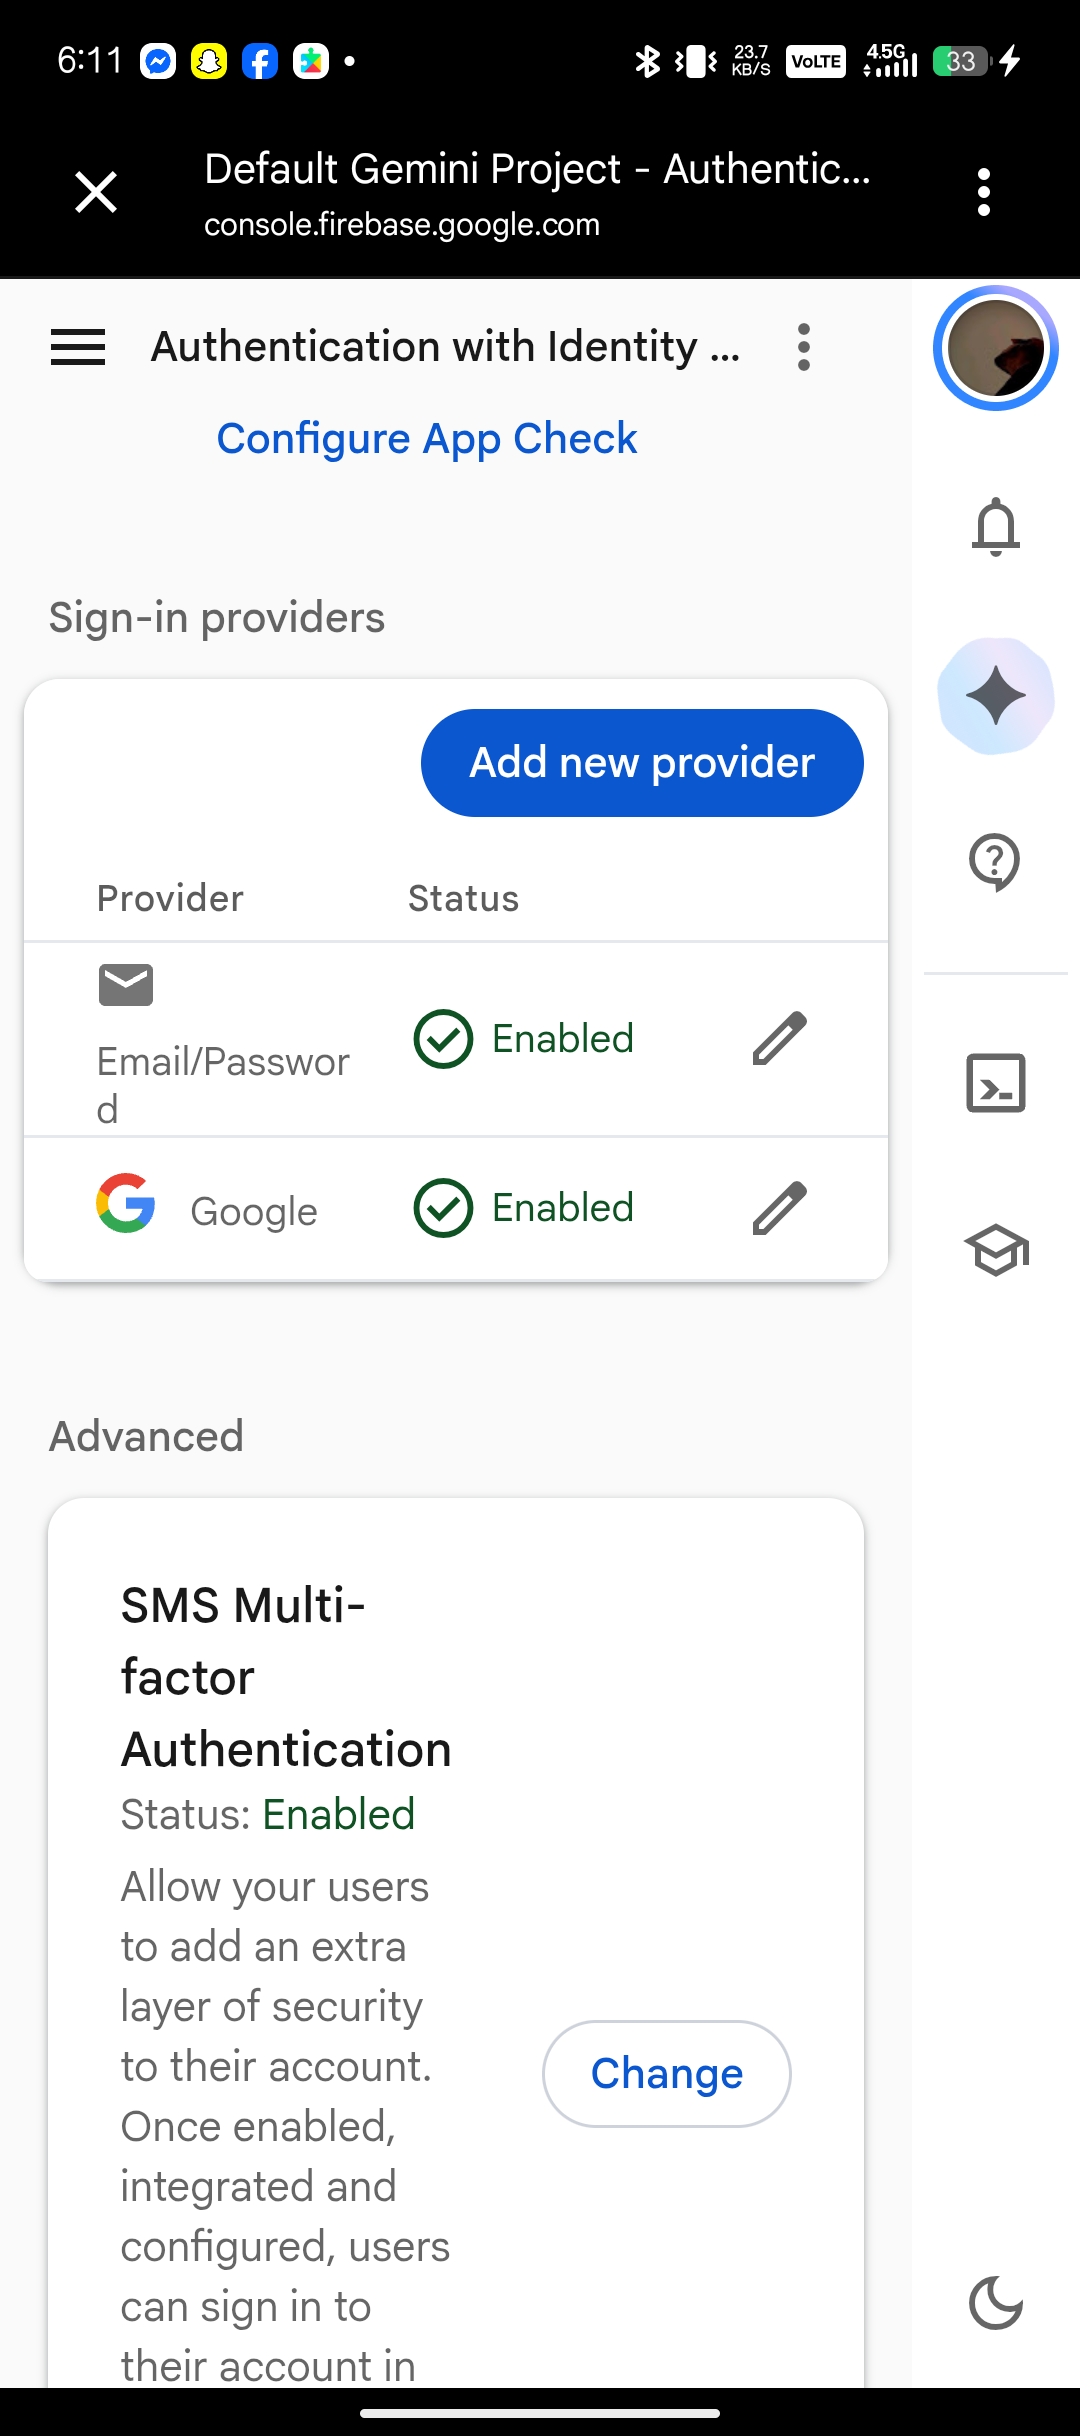 6:11
23.7
KB/S
VoLTE
4.5G
33
Default Gemini Project - Authentic...
console.firebase.google.com
Authentication with Identity ...
Configure App Check
Sign-in providers
Add new provider
Provider
Status
Email/Passwor
d
Enabled
Google
Enabled
Advanced
SMS Multi-
factor
Authentication
Status: Enabled
Allow your users
to add an extra
layer of security
to their account.
Once enabled,
integrated and
configured, users
can sign in to
their account in
Change